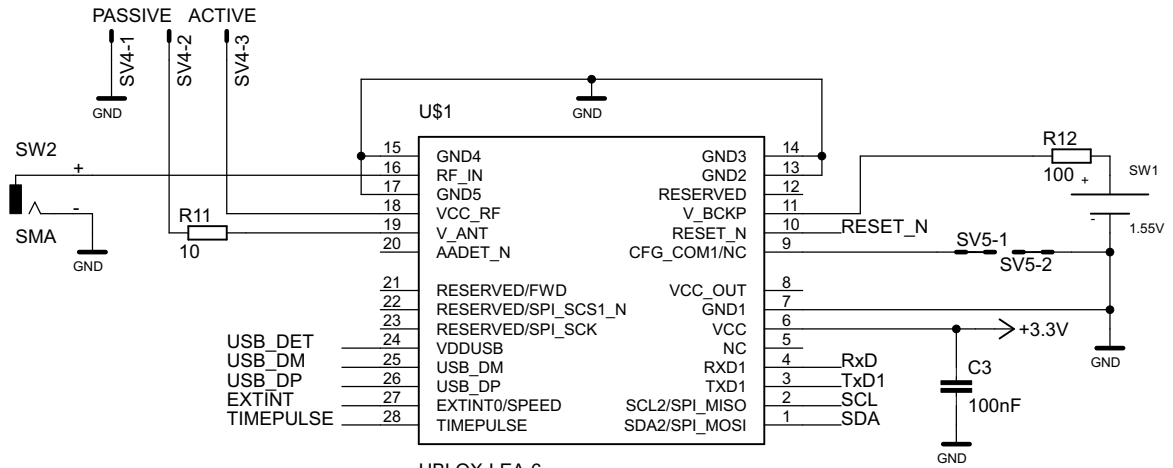 PASSIVE ACTIVE
SV4-1
SV4-2
SV4-3
GND
GND
U$1
SW2
+
-
SMA
GND
R11
10
15 GND4
16 RF_IN
17 GND5
18 VCC_RF
19 V_ANT
20 AADET_N
21 RESERVED/FWD
22 RESERVED/SPI_SCS1_N
23 RESERVED/SPI_SCK
USB_DET 24 VDDUSB
USB_DM 25 USB_DM
USB_DP 26 USB_DP
EXTINT 27 EXTINT0/SPEED
TIMEPULSE 28 TIMEPULSE
GND3 14
GND2 13
RESERVED 12
V_BCKP 11
RESET_N 10 RESET_N
CFG_COM1/NC 9
VCC_OUT 8
GND1 7
VCC 6 +3.3V
NC 5
RXD1 4 RxD
TXD1 3 TxD1
SCL2/SPI_MISO 2 SCL
SDA2/SPI_MOSI 1 SDA
R12
100
SW1
+
-
1.55V
SV5-1
SV5-2
GND
C3
100nF
GND
UBLOX-LEA-6